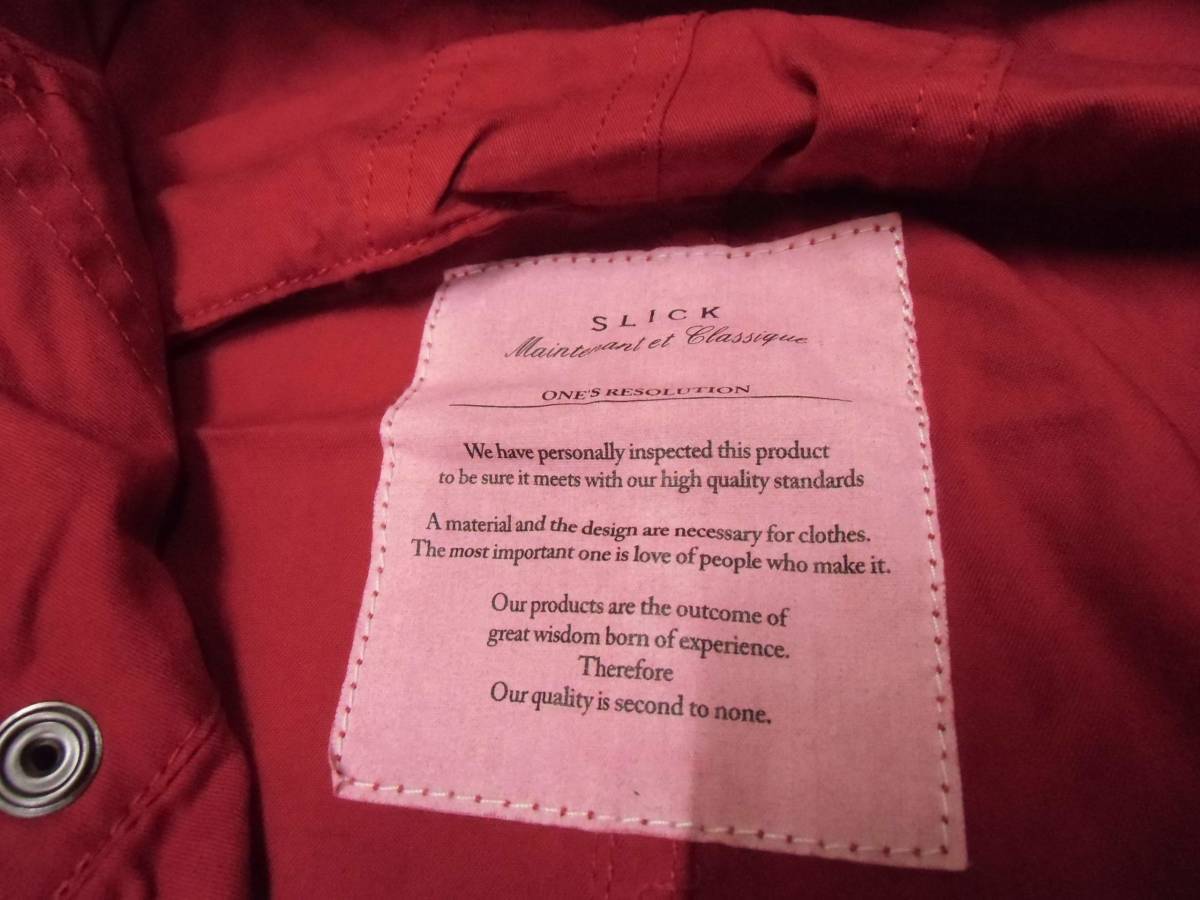 SLICK
Maintenant et Classique
ONE'S RESOLUTION
We have personally inspected this product
to be sure it meets with our high quality standards
A material and the design are necessary for clothes.
The most important one is love of people who make it.
Our products are the outcome of
great wisdom born of experience.
Therefore
Our quality is second to none.